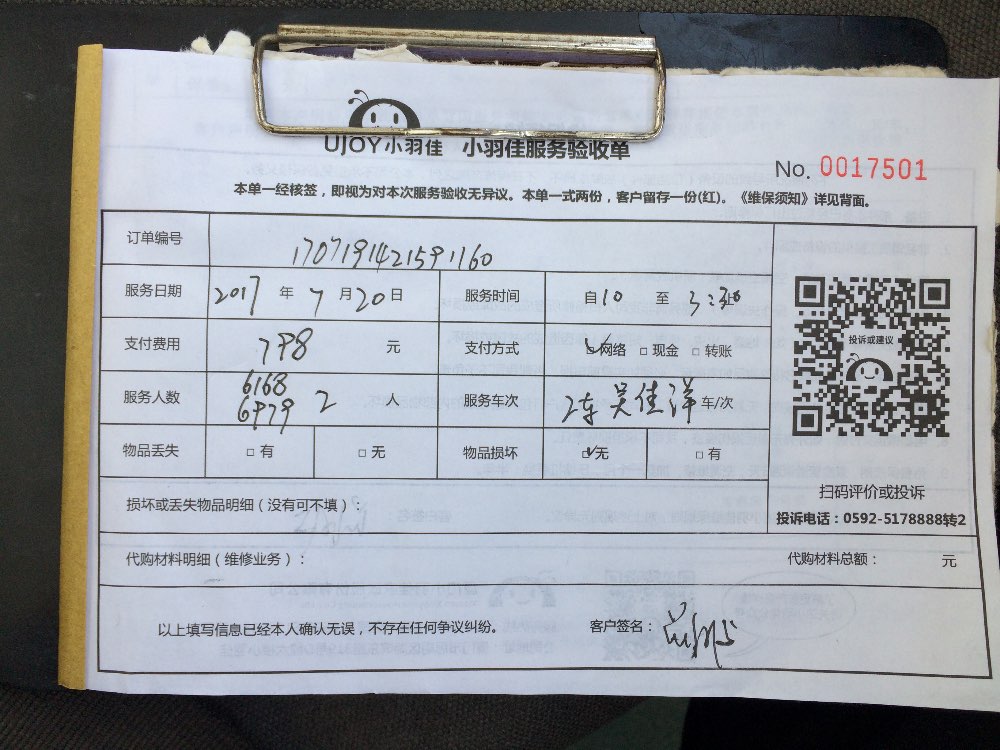 UJOY小羽佳 小羽佳服务验收单
No. 0017501
本单一经核签，即视为对本次服务验收无异议。本单一式两份，客户留存一份(红)。《维保须知》详见背面。
订单编号 1707191421591160
服务日期 2017 年 7 月 20 日 服务时间 自 10 至 3:30
支付费用 798 元 支付方式 ☑网络 □现金 □转账
投诉或建议
服务人数 6168 6979 2 服务车次 2车 吴佳洋 车/次
物品丢失 □有 □无 物品损坏 ☑无 □有
扫码评价或投诉
损坏或丢失物品明细（没有可不填）：
投诉电话：0592-5178888转2
代购材料明细（维修业务）： 代购材料总额： 元
以上填写信息已经本人确认无误，不存在任何争议纠纷。 客户签名：